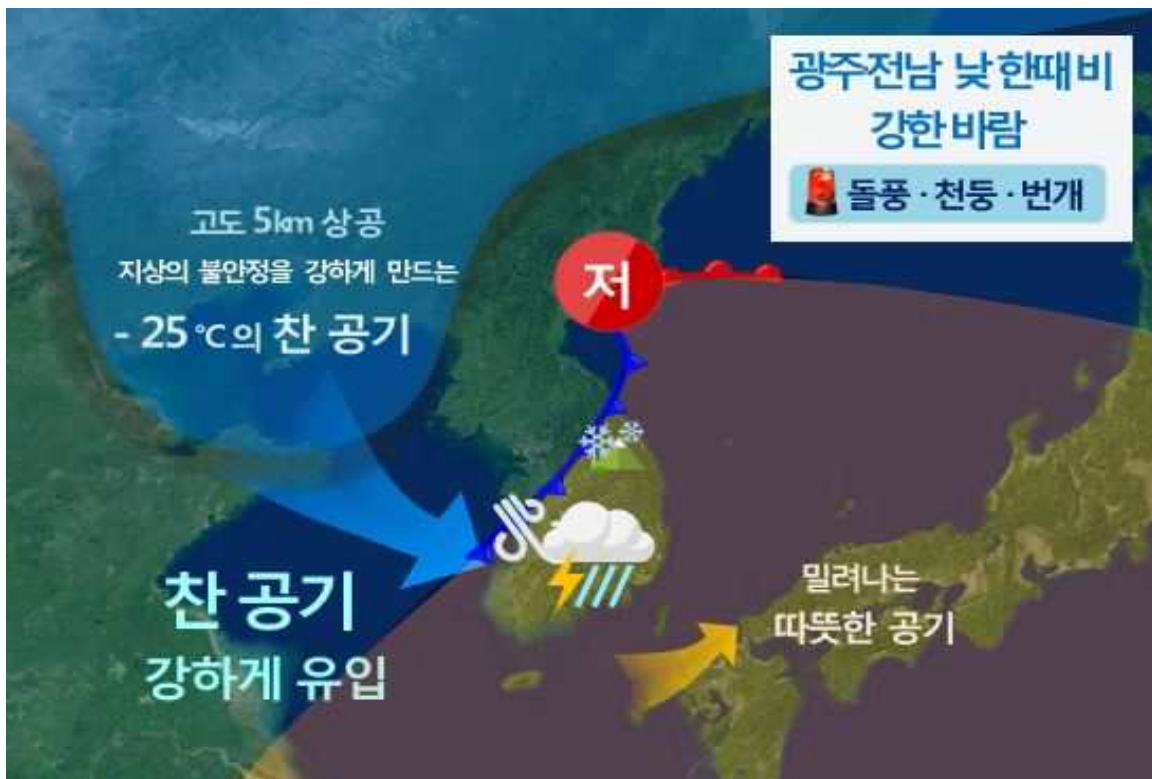 광주전남 낮 한때 비
강한 바람
돌풍 · 천둥 · 번개
고도 5km 상공
지상의 불안정을 강하게 만드는
- 25 ℃의 찬 공기
저
찬 공기
강하게 유입
밀려나는
따뜻한 공기